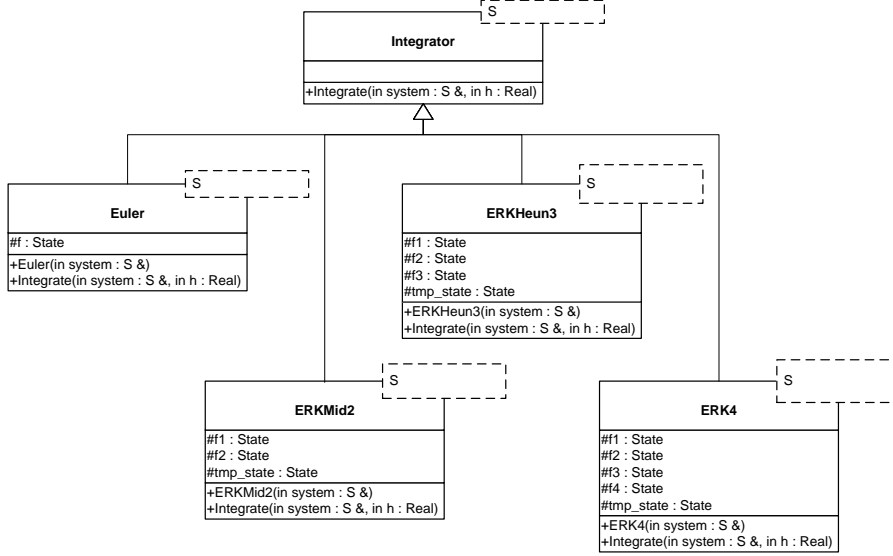 S
Integrator
+Integrate(in system : S &, in h : Real)
S
Euler
#f : State
+Euler(in system : S &)
+Integrate(in system : S &, in h : Real)
S
ERKHeun3
#f1 : State
#f2 : State
#f3 : State
#tmp_state : State
+ERKHeun3(in system : S &)
+Integrate(in system : S &, in h : Real)
S
ERKMid2
#f1 : State
#f2 : State
#tmp_state : State
+ERKMid2(in system : S &)
+Integrate(in system : S &, in h : Real)
S
ERK4
#f1 : State
#f2 : State
#f3 : State
#f4 : State
#tmp_state : State
+ERK4(in system : S &)
+Integrate(in system : S &, in h : Real)